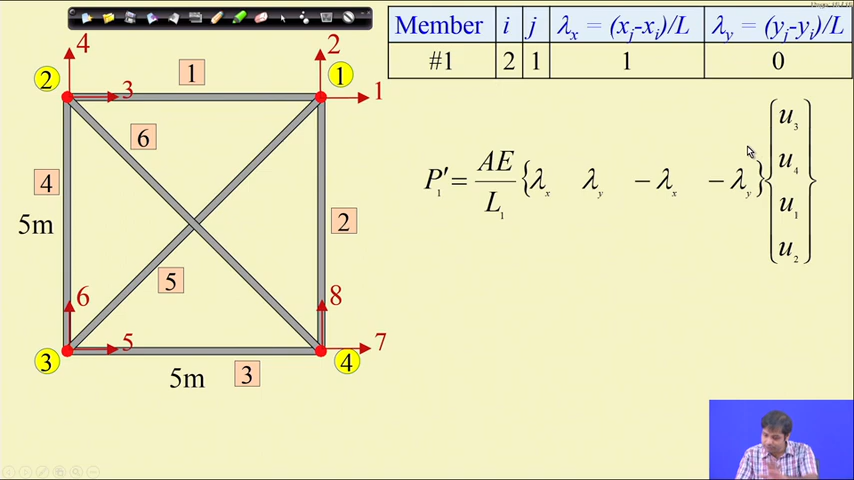 Member i j λx = (xj-xi)/L λy = (yj-yi)/L
#1 2 1 1 0
4
2
2
1
1
3
1
6
4
5m
2
5
6
8
3
5
7
4
5m
3
P′1 = AE/L1 {λx λy −λx −λy} {u3
u4
u1
u2}